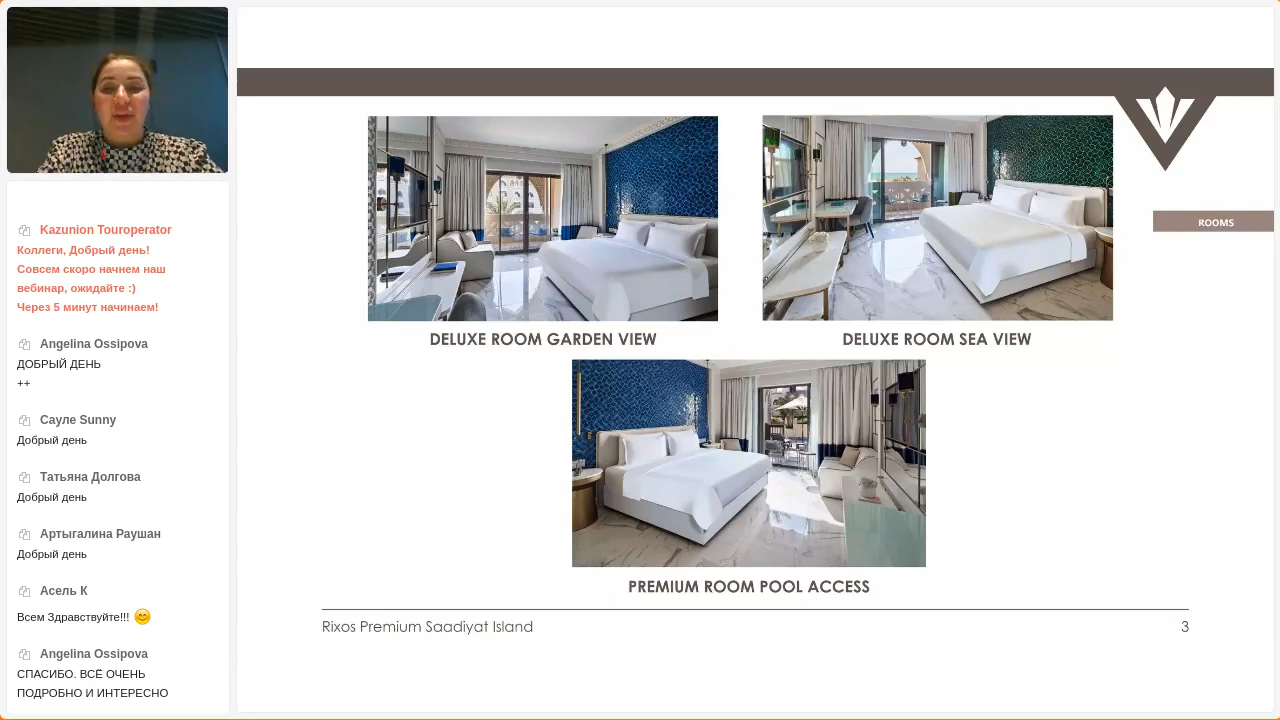 Kazunion Touroperator
Коллеги, Добрый день!
Совсем скоро начнем наш
вебинар, ожидайте :)
Через 5 минут начинаем!
Angelina Ossipova
ДОБРЫЙ ДЕНЬ
++
Сауле Sunny
Добрый день
Татьяна Долгова
Добрый день
Артыгалина Раушан
Добрый день
Асель К
Всем Здравствуйте!!! 😊
Angelina Ossipova
СПАСИБО. ВСЁ ОЧЕНЬ
ПОДРОБНО И ИНТЕРЕСНО
ROOMS
DELUXE ROOM GARDEN VIEW
DELUXE ROOM SEA VIEW
PREMIUM ROOM POOL ACCESS
Rixos Premium Saadiyat Island
3